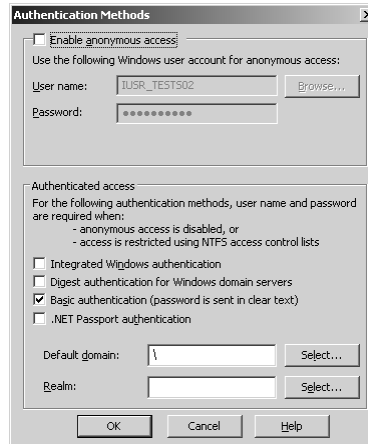 Authentication Methods
Enable anonymous access
Use the following Windows user account for anonymous access:
User name: IUSR_TESTS02 Browse...
Password: ●●●●●●●●●●
Authenticated access
For the following authentication methods, user name and password
are required when:
- anonymous access is disabled, or
- access is restricted using NTFS access control lists
Integrated Windows authentication
Digest authentication for Windows domain servers
Basic authentication (password is sent in clear text)
.NET Passport authentication
Default domain: \ Select...
Realm: Select...
OK Cancel Help